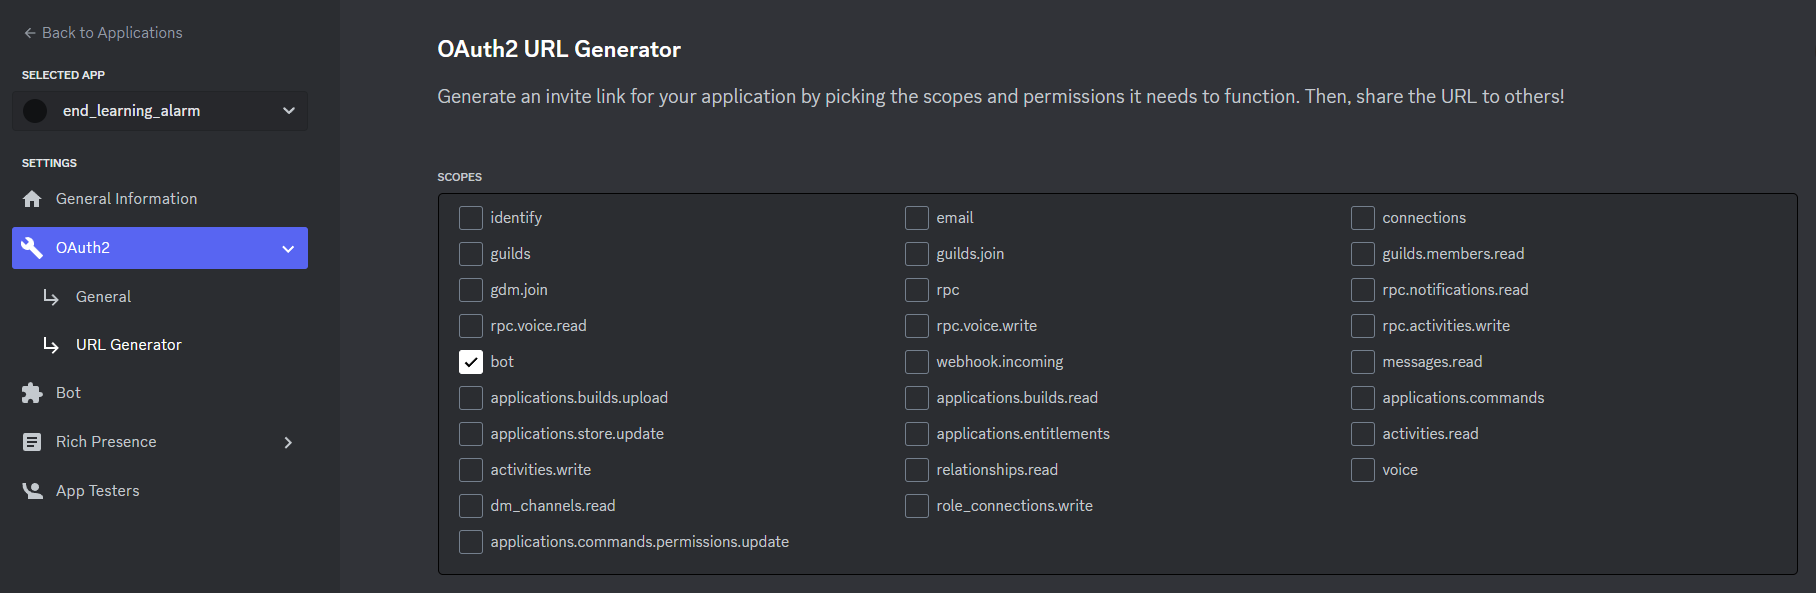 Back to Applications
SELECTED APP
end_learning_alarm
SETTINGS
General Information
OAuth2
General
URL Generator
Bot
Rich Presence
App Testers
OAuth2 URL Generator
Generate an invite link for your application by picking the scopes and permissions it needs to function. Then, share the URL to others!
SCOPES
identify email connections
guilds guilds.join guilds.members.read
gdm.join rpc rpc.notifications.read
rpc.voice.read rpc.voice.write rpc.activities.write
bot webhook.incoming messages.read
applications.builds.upload applications.builds.read applications.commands
applications.store.update applications.entitlements activities.read
activities.write relationships.read voice
dm_channels.read role_connections.write
applications.commands.permissions.update